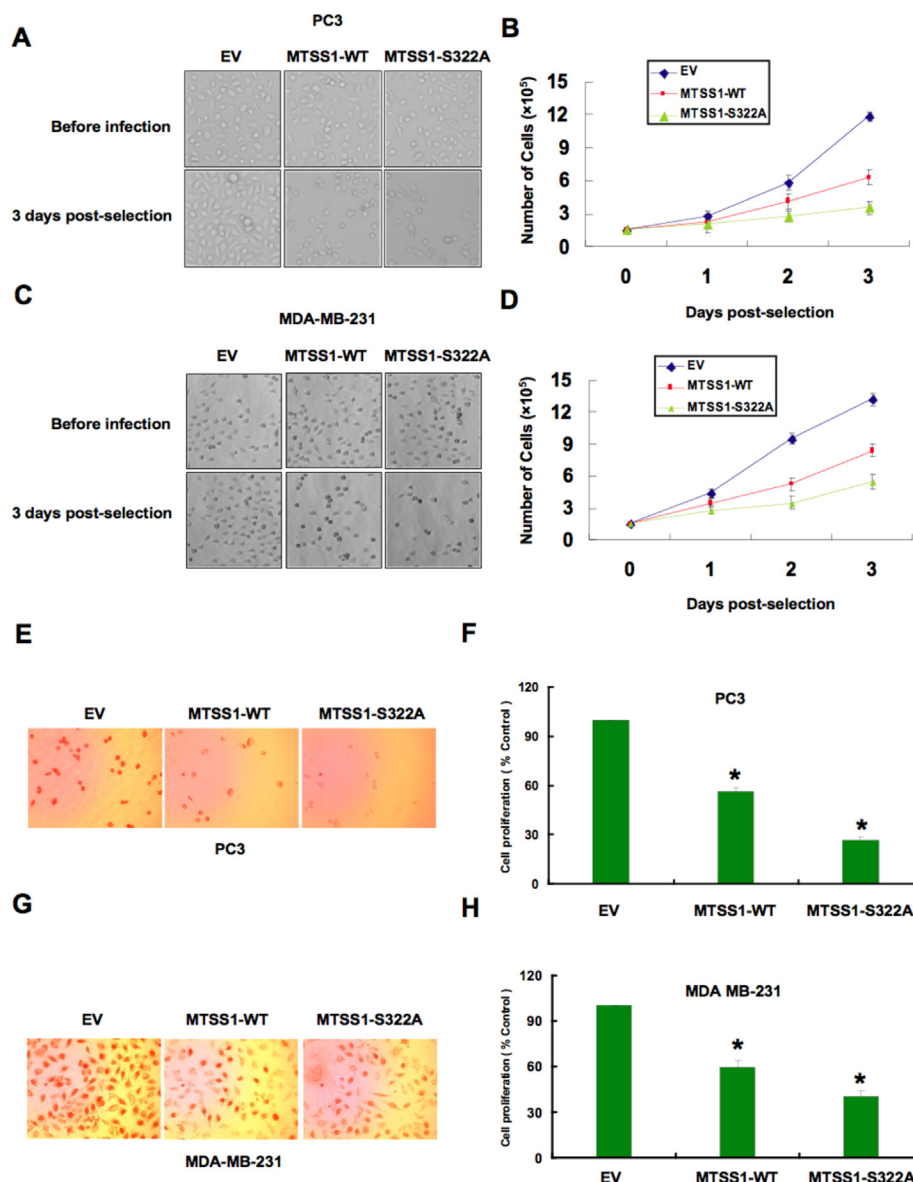 PC3
A
EV MTSS1-WT MTSS1-S322A
Before infection
3 days post-selection
B
Number of Cells (×10⁵)
15
12
9
6
3
0
EV
MTSS1-WT
MTSS1-S322A
0 1 2 3
Days post-selection
C
MDA-MB-231
EV MTSS1-WT MTSS1-S322A
Before infection
3 days post-selection
D
Number of Cells (×10⁵)
15
12
9
6
3
0
EV
MTSS1-WT
MTSS1-S322A
0 1 2 3
Days post-selection
E
EV MTSS1-WT MTSS1-S322A
PC3
F
Cell proliferation ( % Control )
120
90
60
30
0
PC3
*
*
EV MTSS1-WT MTSS1-S322A
G
EV MTSS1-WT MTSS1-S322A
MDA-MB-231
H
Cell proliferation ( % Control )
120
90
60
30
0
MDA MB-231
*
*
EV MTSS1-WT MTSS1-S322A